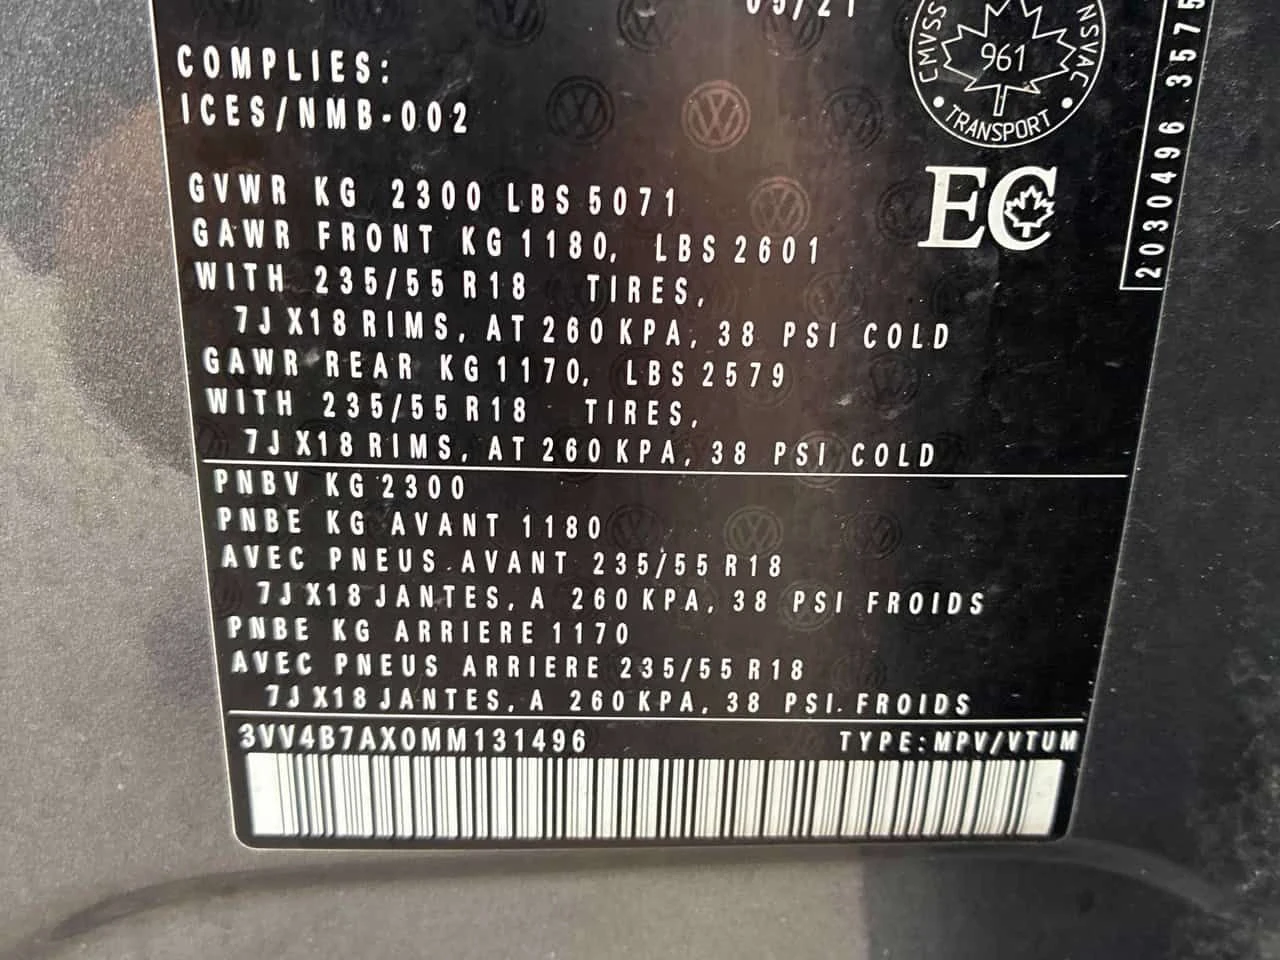 05/21
COMPLIES:
ICES/NMB-002
CMVSS NSVAC
961
TRANSPORT
EC
2030496 3575
GVWR KG 2300 LBS 5071
GAWR FRONT KG 1180, LBS 2601
WITH 235/55 R18 TIRES,
7J X18 RIMS, AT 260 KPA, 38 PSI COLD
GAWR REAR KG 1170, LBS 2579
WITH 235/55 R18 TIRES,
7J X18 RIMS, AT 260 KPA, 38 PSI COLD
PNBV KG 2300
PNBE KG AVANT 1180
AVEC PNEUS AVANT 235/55 R18
7J X18 JANTES, A 260 KPA, 38 PSI FROIDS
PNBE KG ARRIERE 1170
AVEC PNEUS ARRIERE 235/55 R18
7J X18 JANTES, A 260 KPA, 38 PSI. FROIDS
3VV4B7AX0MM131496 TYPE:MPV/VTUM